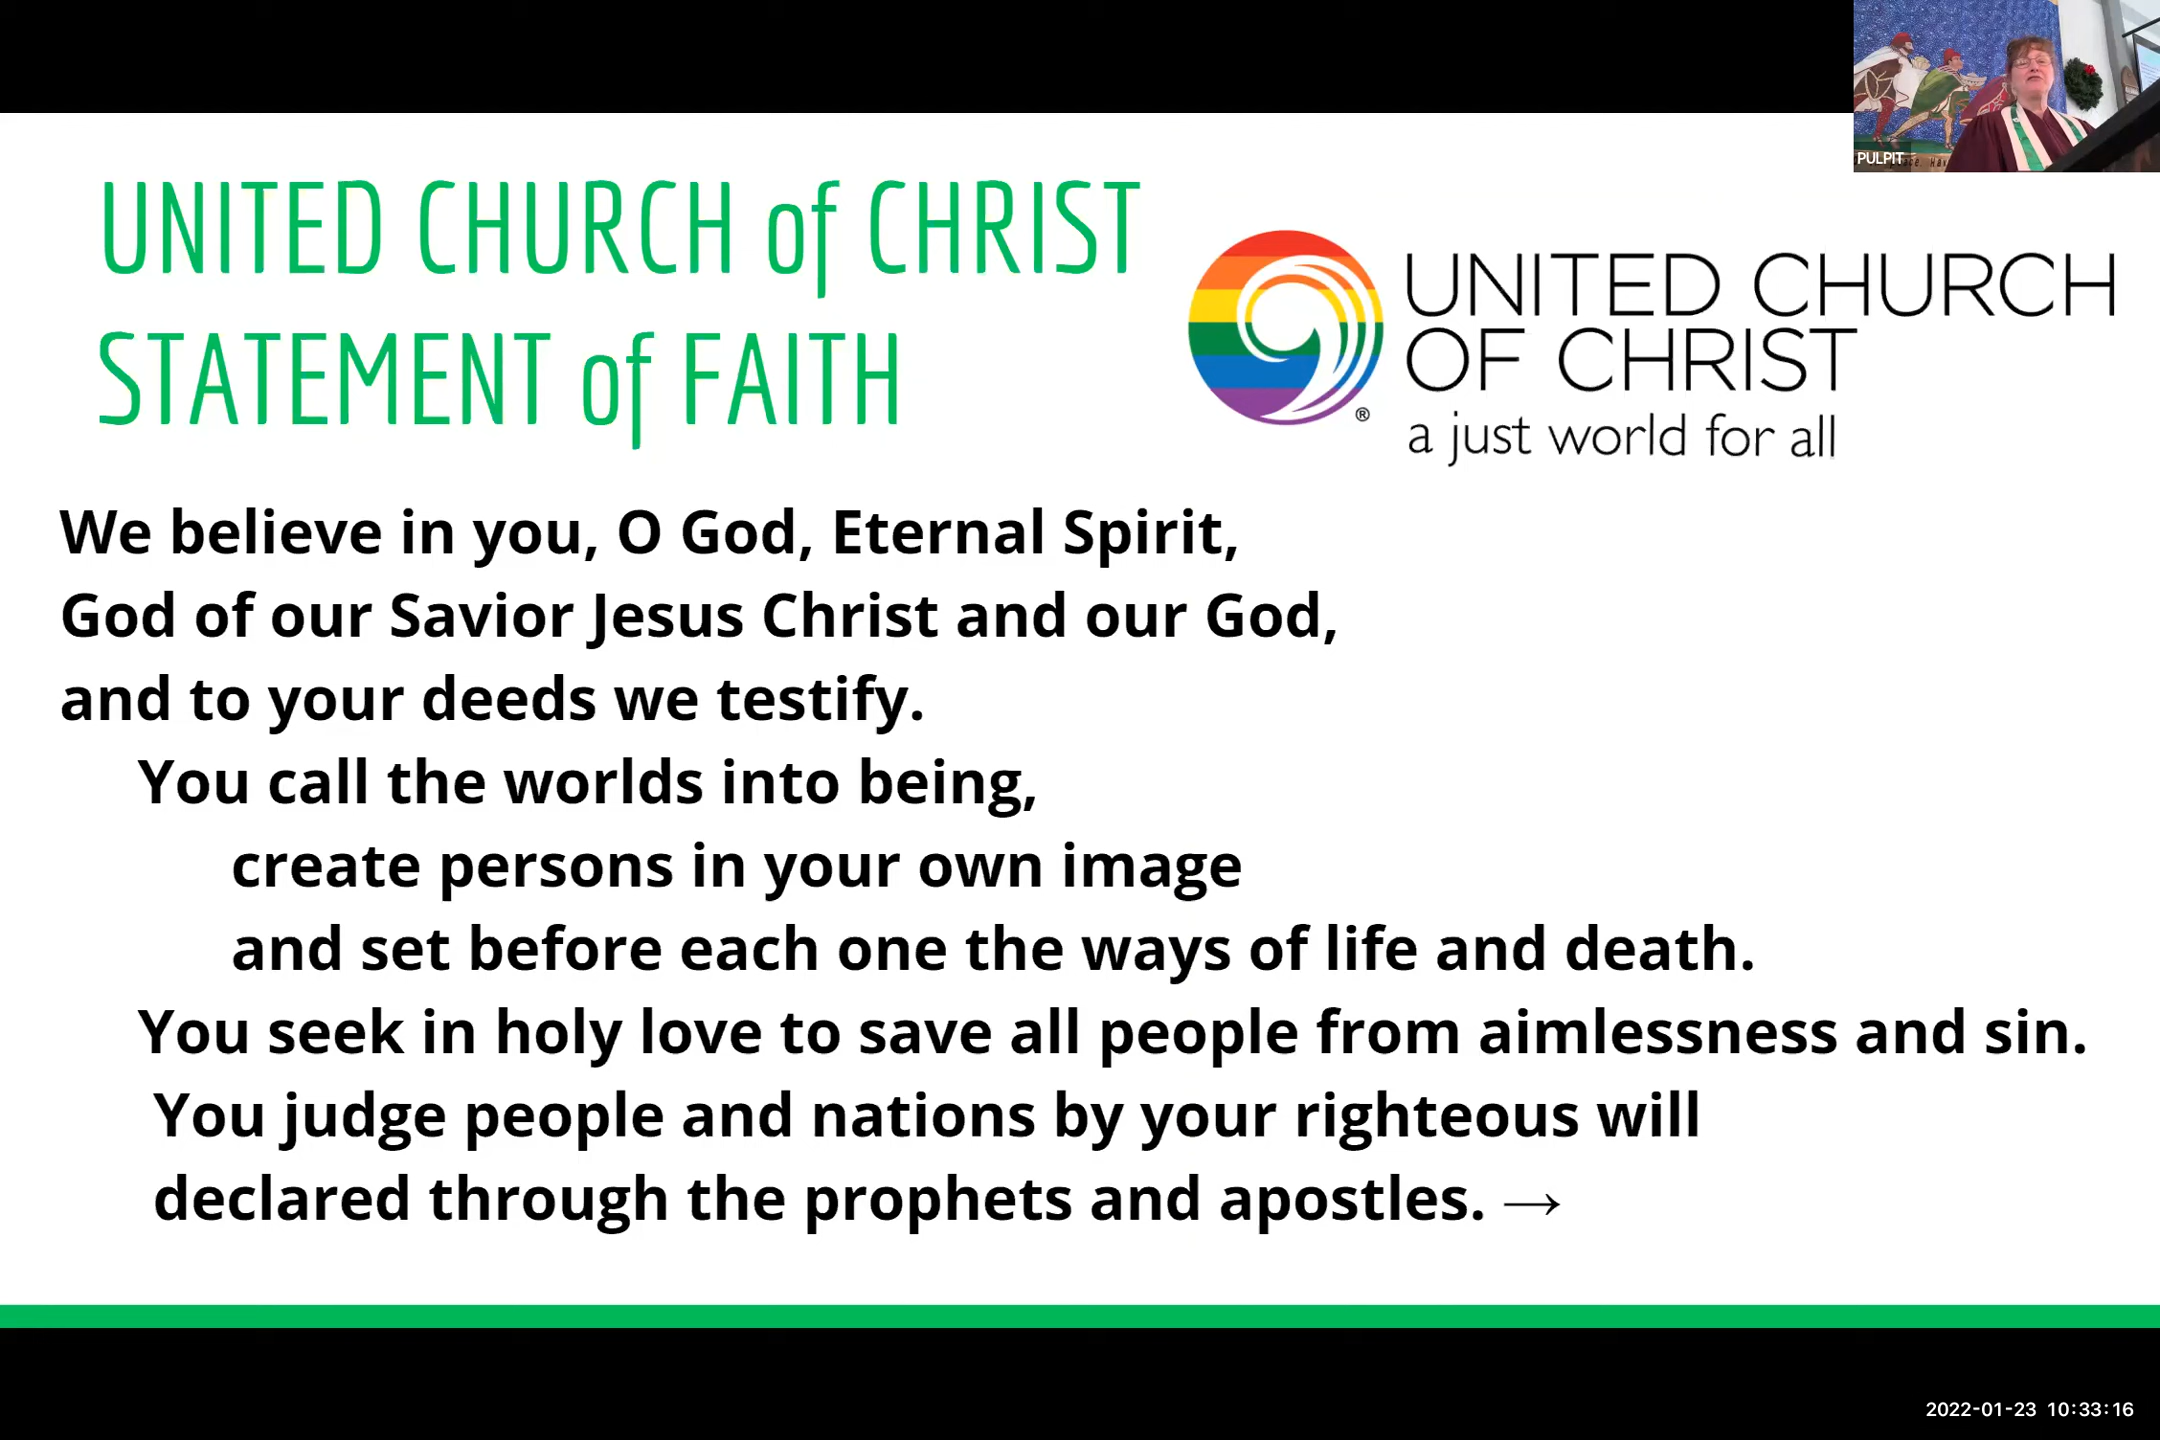 PULPIT
UNITED CHURCH of CHRIST
STATEMENT of FAITH
UNITED CHURCH
OF CHRIST
a just world for all
®
We believe in you, O God, Eternal Spirit,
God of our Savior Jesus Christ and our God,
and to your deeds we testify.
You call the worlds into being,
create persons in your own image
and set before each one the ways of life and death.
You seek in holy love to save all people from aimlessness and sin.
You judge people and nations by your righteous will
declared through the prophets and apostles. →
2022-01-23 10:33:16